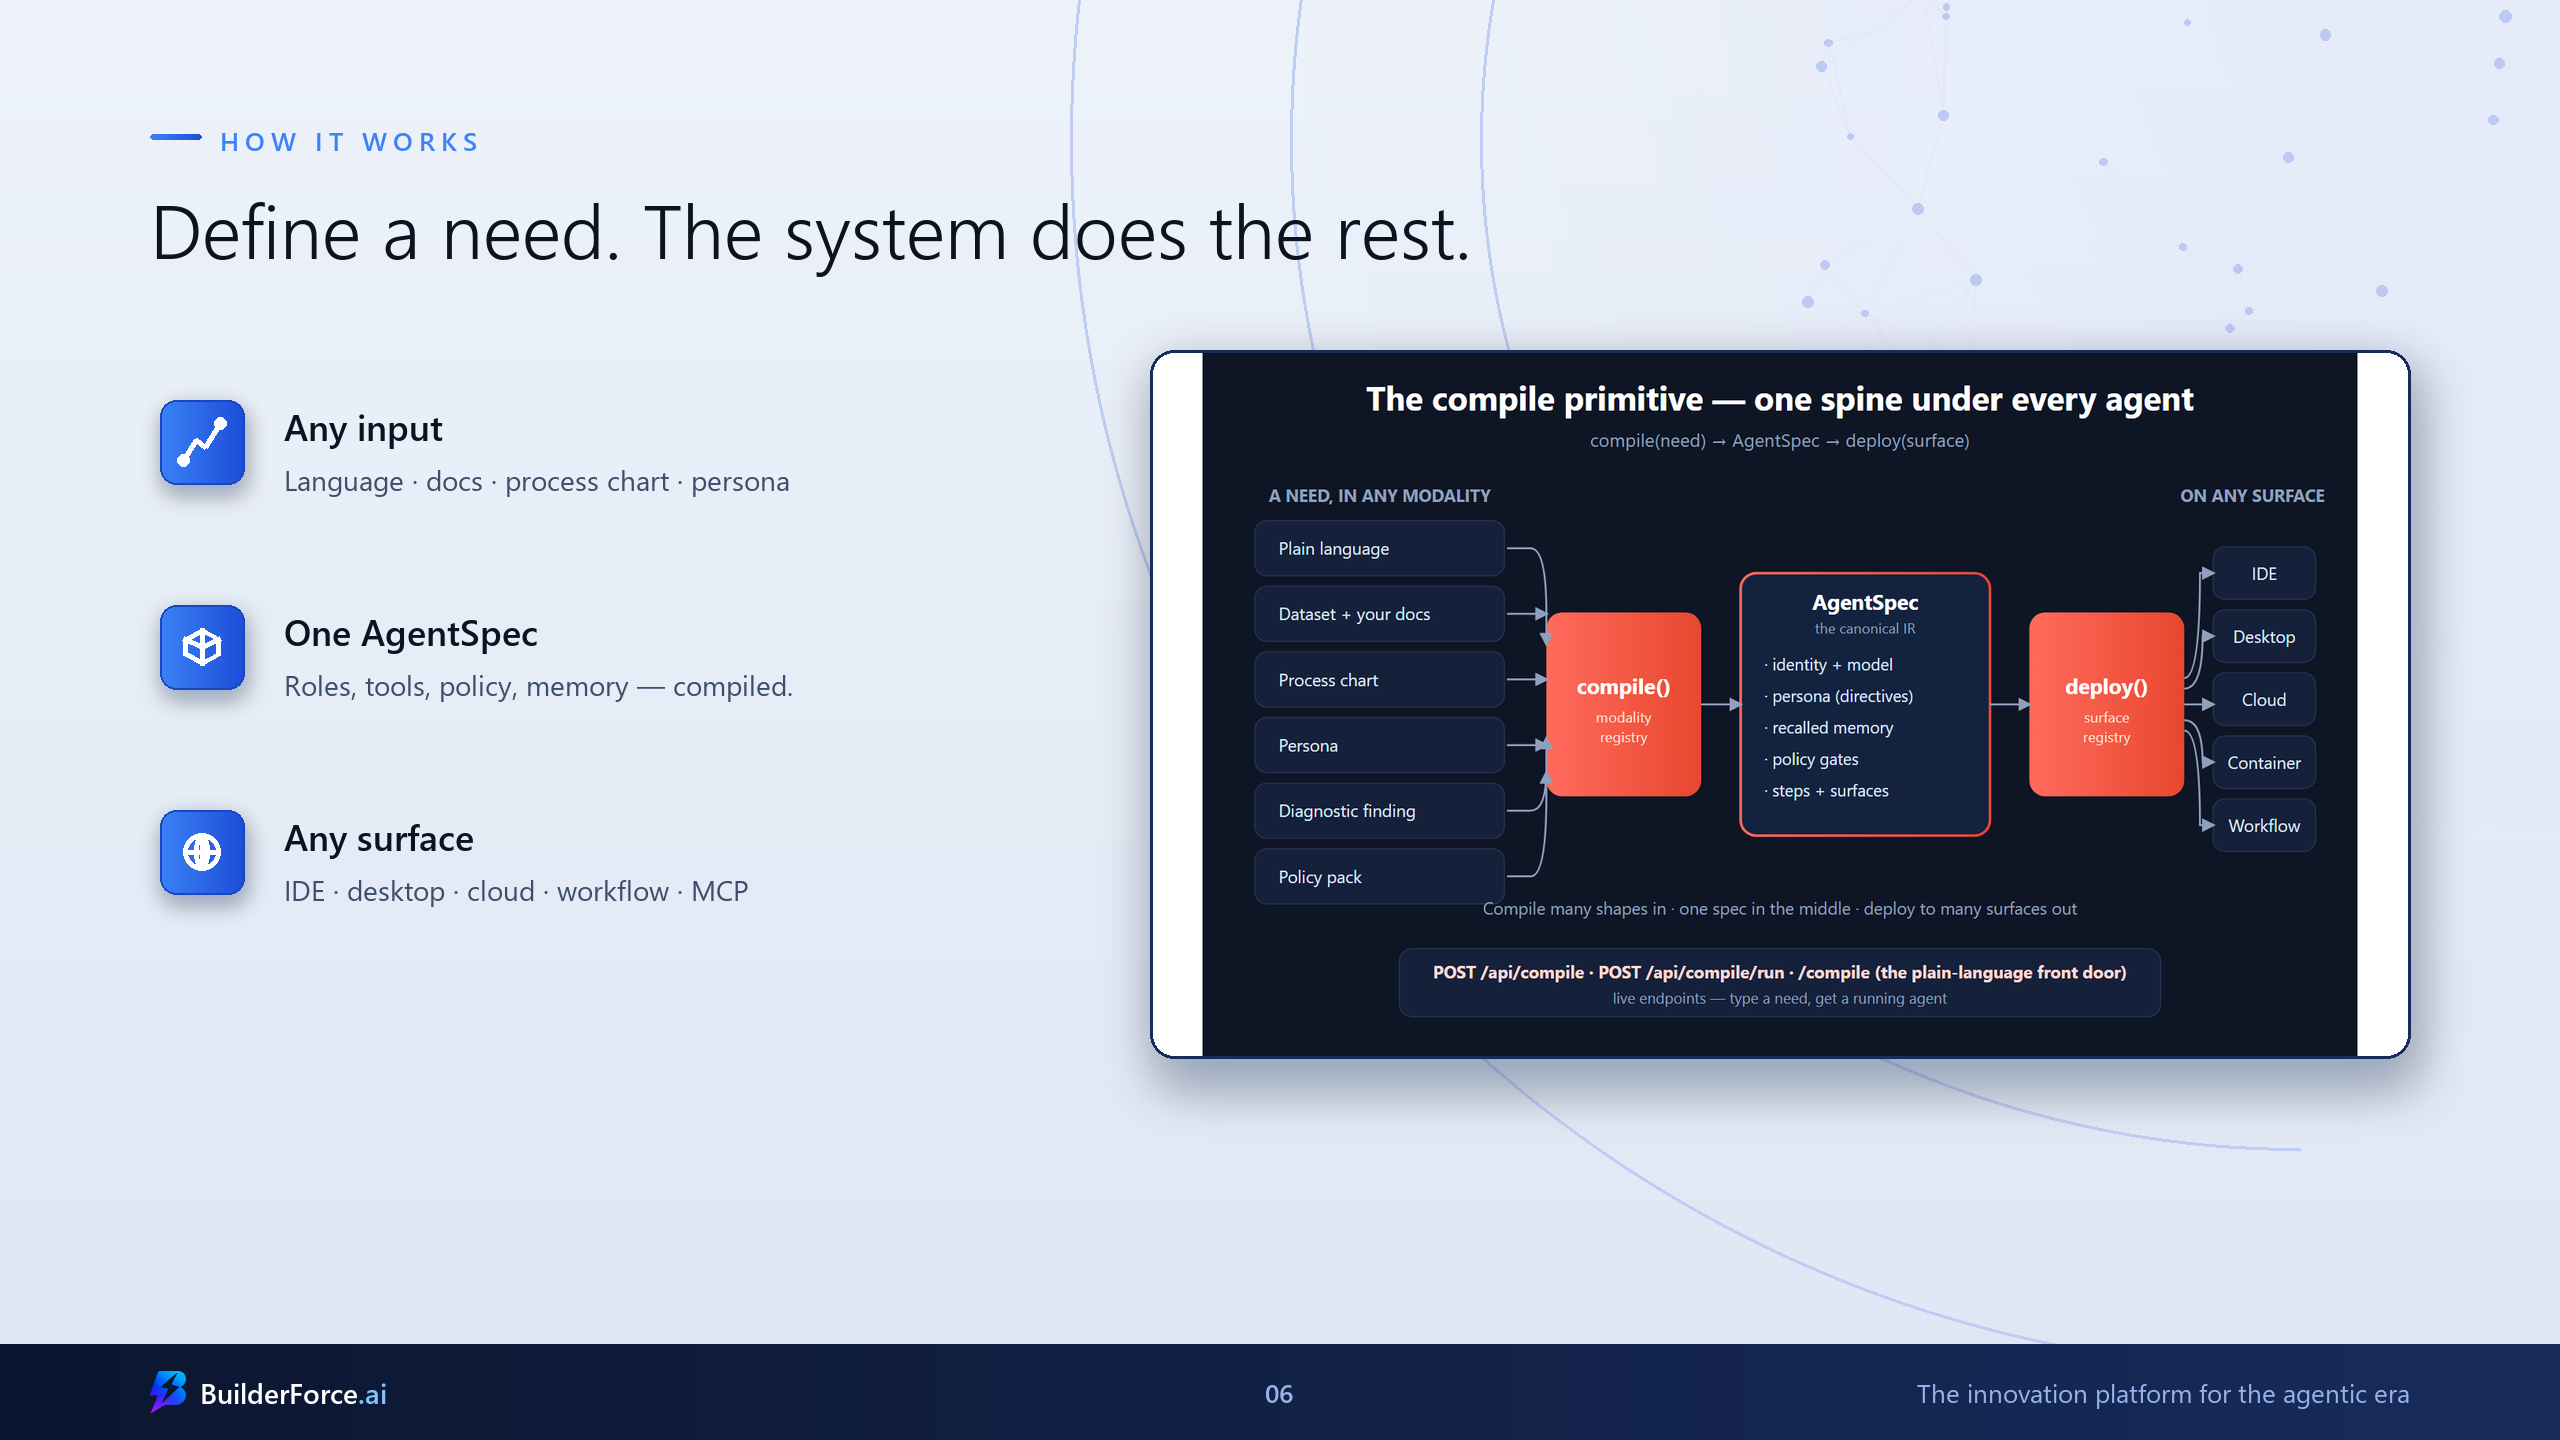 HOW IT WORKS
Define a need. The system does the rest.
Any input
Language · docs · process chart · persona
One AgentSpec
Roles, tools, policy, memory — compiled.
Any surface
IDE · desktop · cloud · workflow · MCP
The compile primitive — one spine under every agent
compile(need) → AgentSpec → deploy(surface)
A NEED, IN ANY MODALITY
Plain language
Dataset + your docs
Process chart
Persona
Diagnostic finding
Policy pack
compile()
modality
registry
AgentSpec
the canonical IR
· identity + model
· persona (directives)
· recalled memory
· policy gates
· steps + surfaces
deploy()
surface
registry
ON ANY SURFACE
IDE
Desktop
Cloud
Container
Workflow
Compile many shapes in · one spec in the middle · deploy to many surfaces out
POST /api/compile · POST /api/compile/run · /compile (the plain-language front door)
live endpoints — type a need, get a running agent
BuilderForce.ai
06
The innovation platform for the agentic era